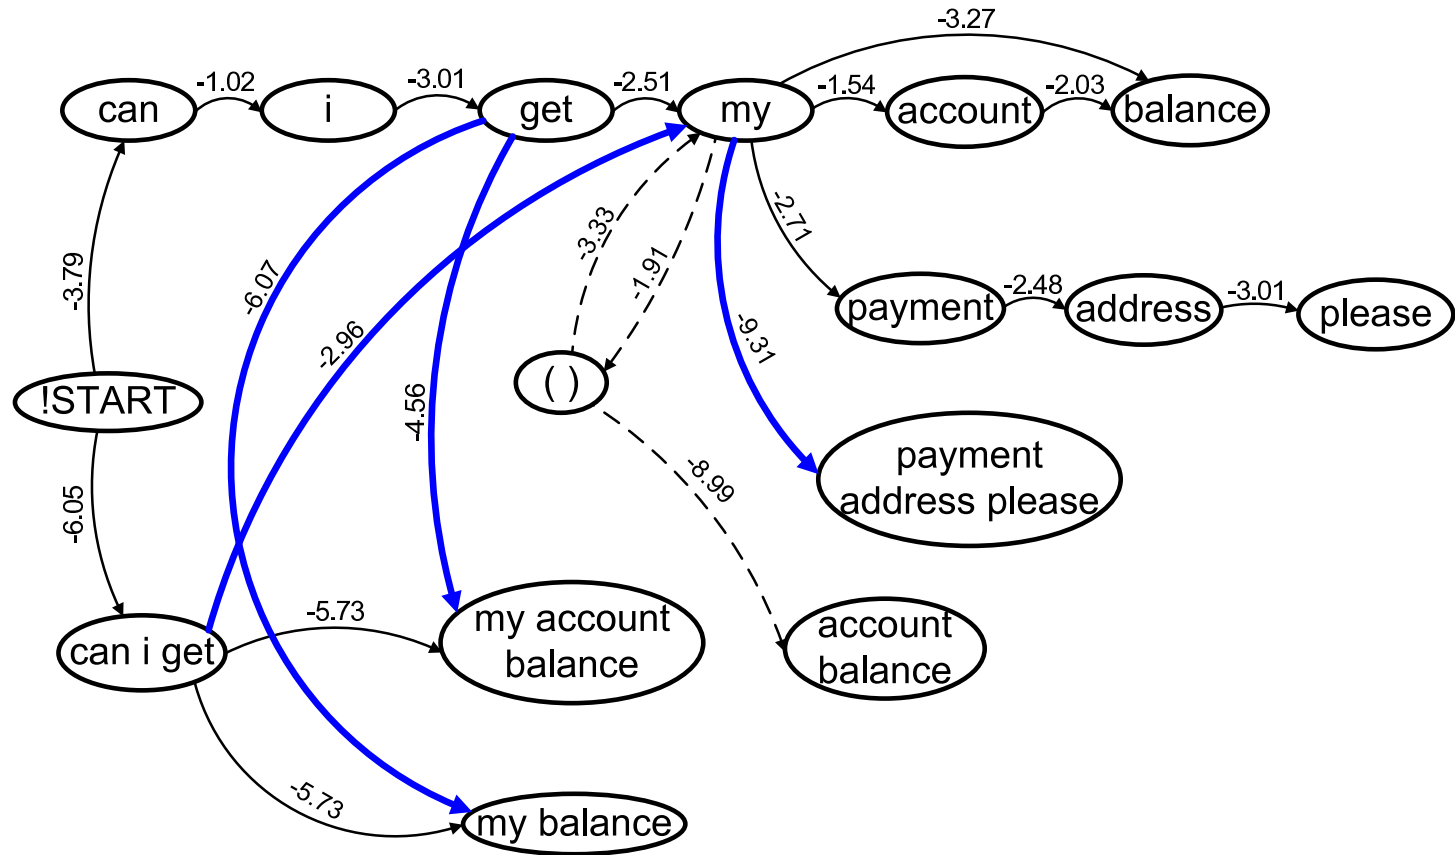 -3.27
-1.02
-3.01
-2.51
-1.54
-2.03
can
i
get
my
account
balance
-3.79
-6.07
-2.96
-4.56
-3.33
-1.91
-2.71
-9.31
payment
-2.48
address
-3.01
please
!START
( )
-6.05
-8.99
payment
address please
can i get
-5.73
my account
balance
account
balance
-5.73
my balance